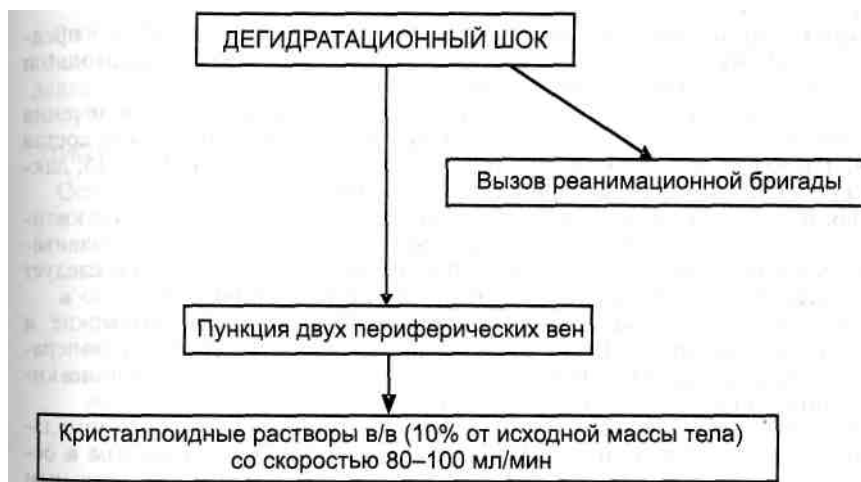 ДЕГИДРАТАЦИОННЫЙ ШОК
Вызов реанимационной бригады
Пункция двух периферических вен
Кристаллоидные растворы в/в (10% от исходной массы тела)
со скоростью 80–100 мл/мин